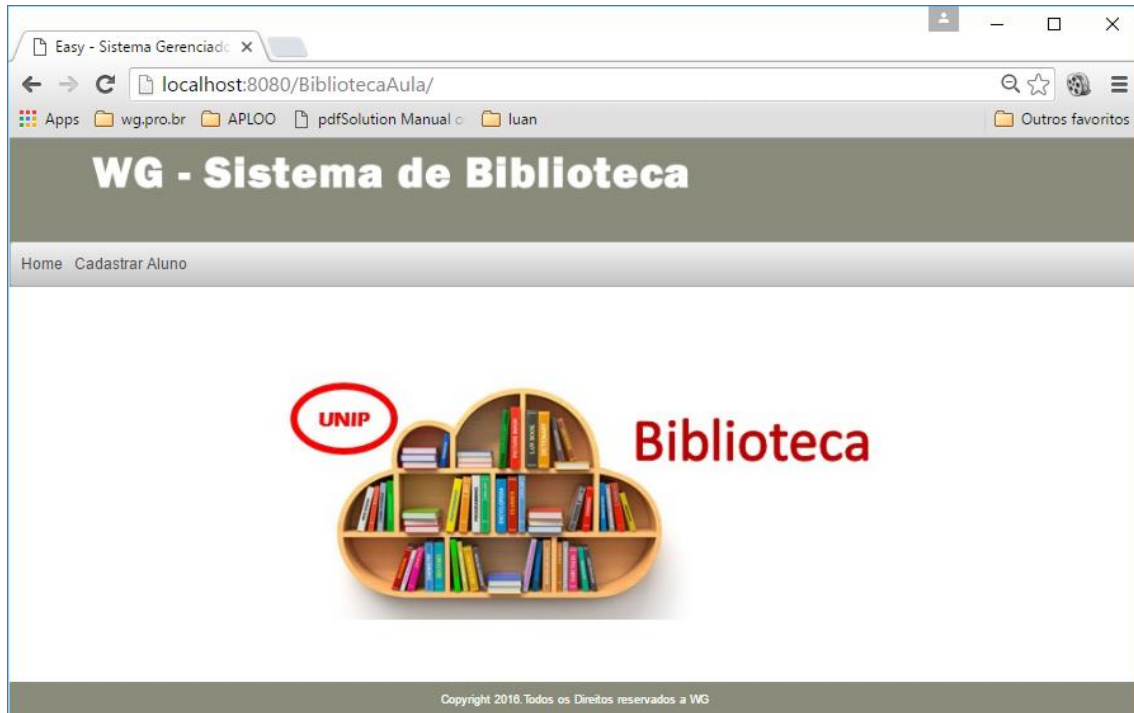 Easy - Sistema Gerenciado
localhost:8080/BibliotecaAula/
Apps wg.pro.br APLOO pdfSolution Manual luan Outros favoritos
WG - Sistema de Biblioteca
Home Cadastrar Aluno
UNIP
Biblioteca
Copyright 2016.Todos os Direitos reservados a WG